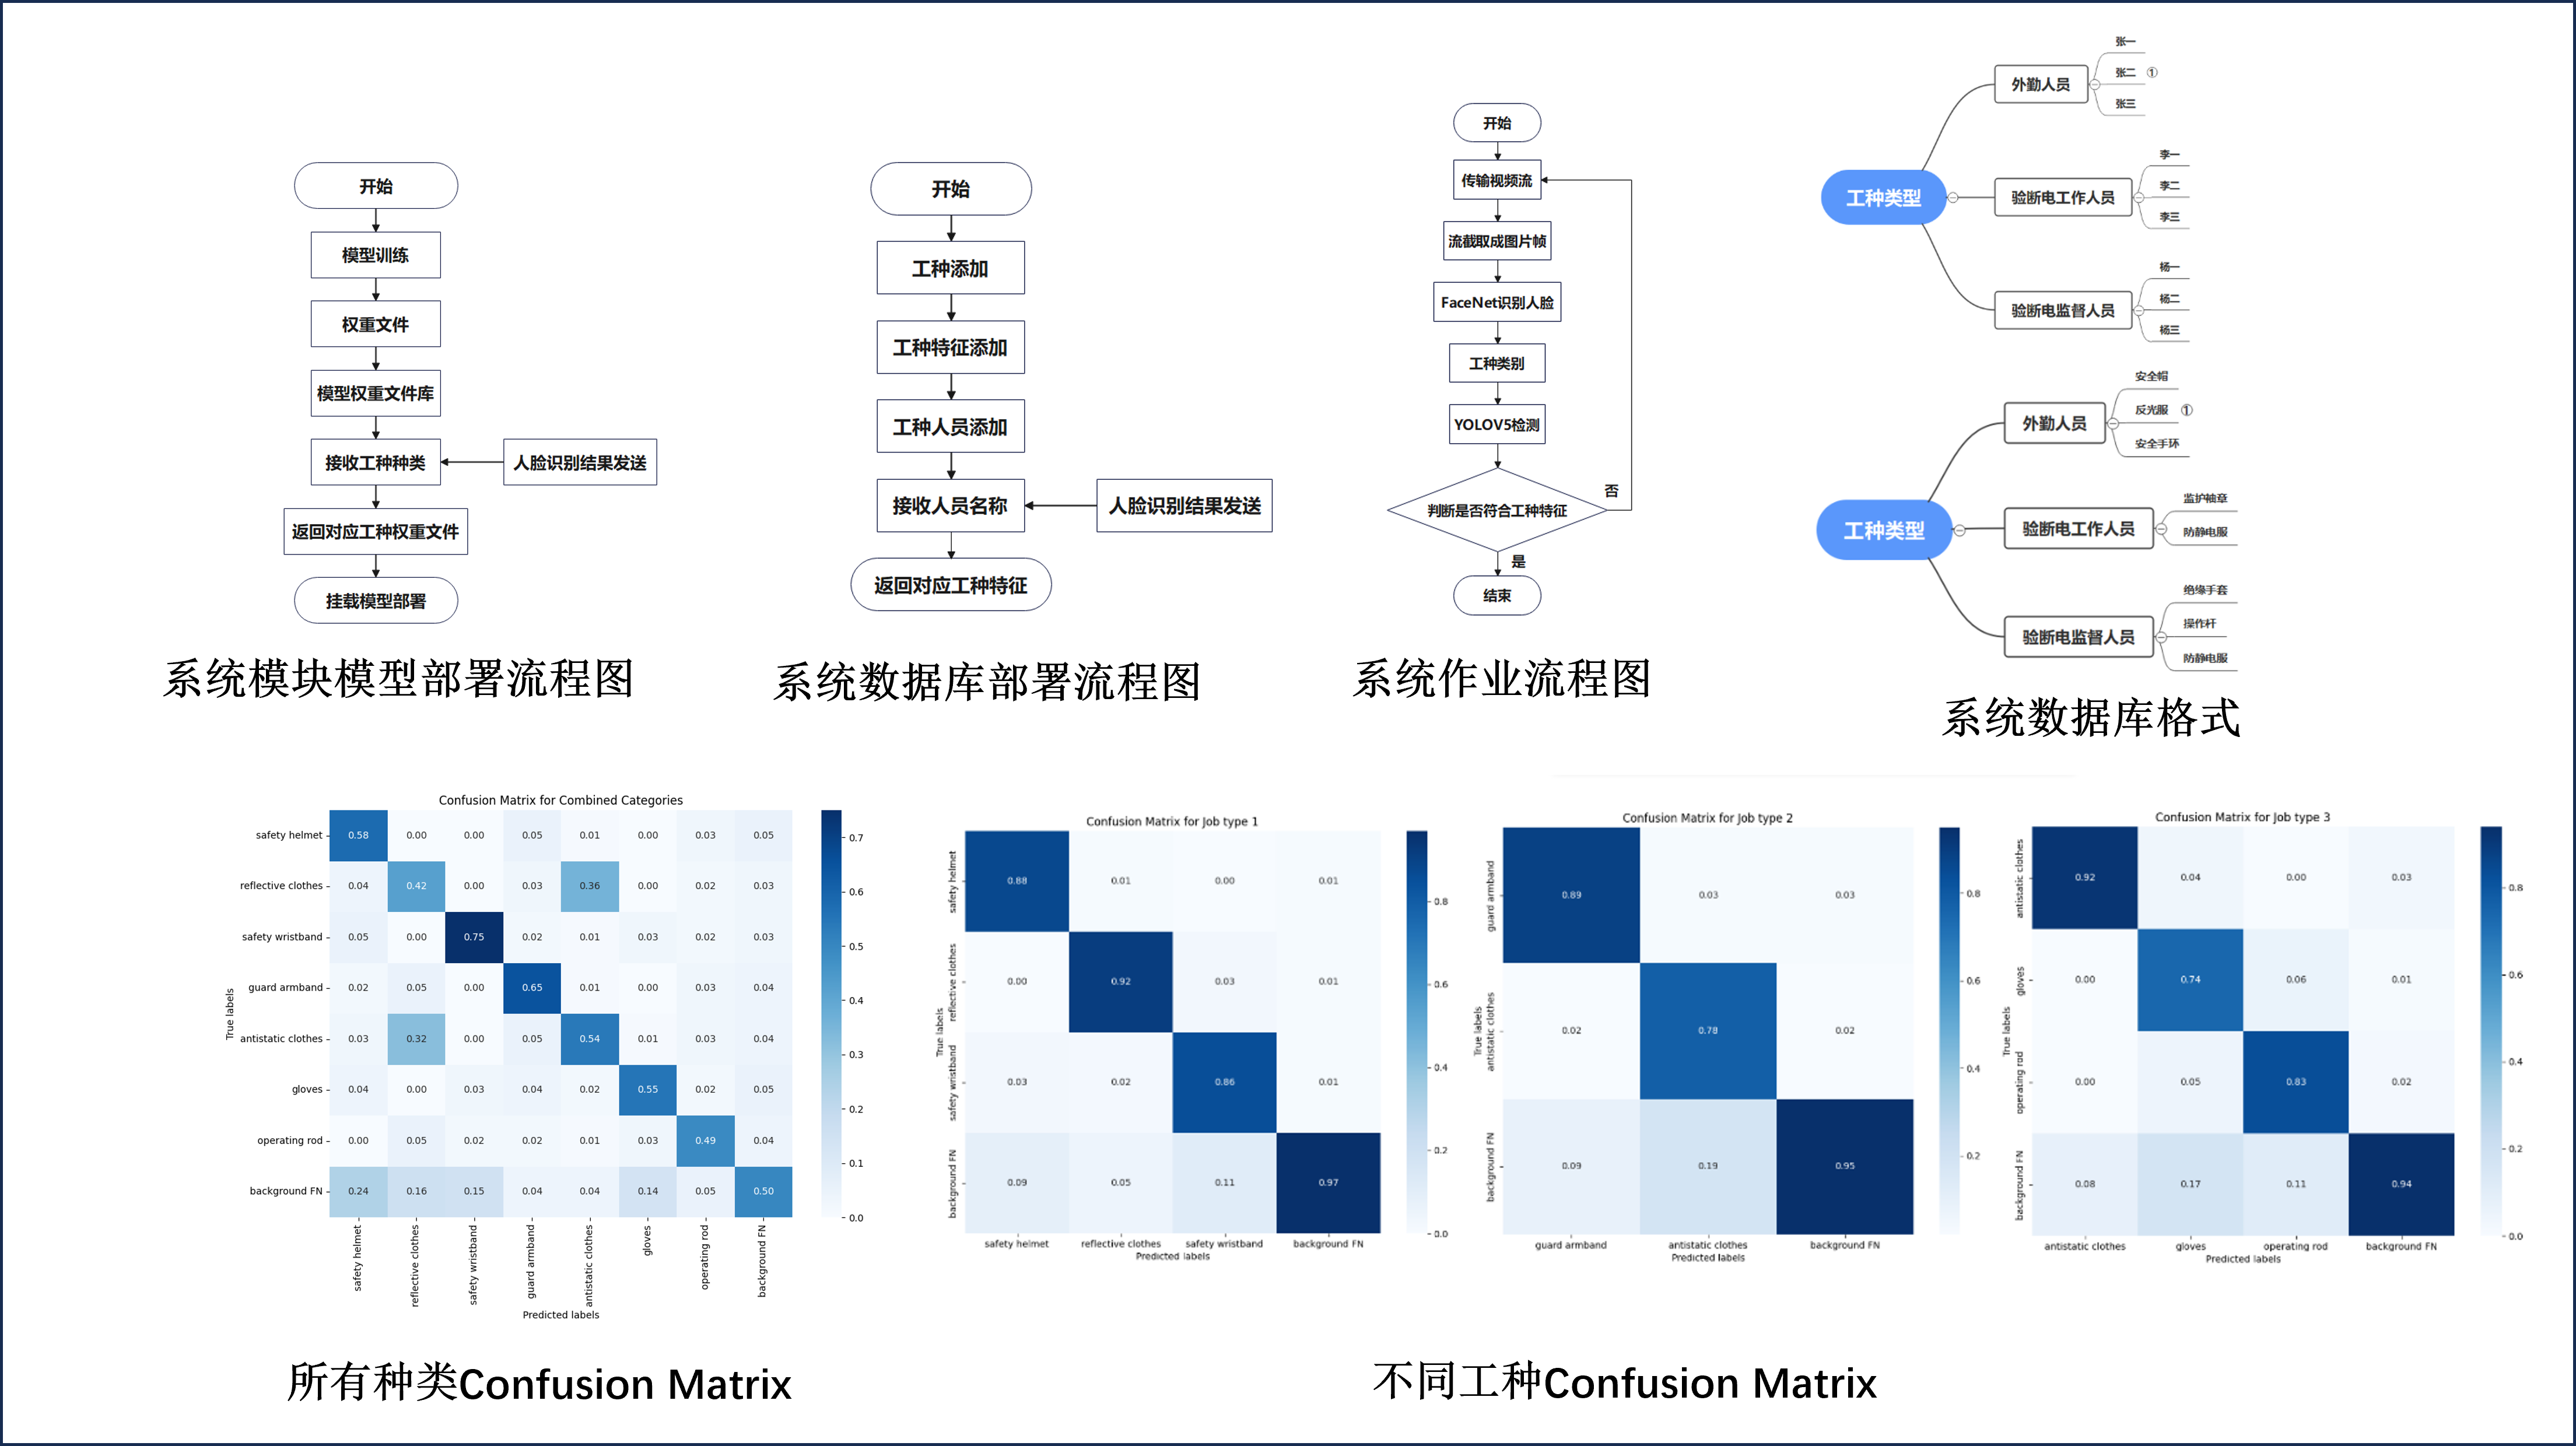 开始
模型训练
权重文件
模型权重文件库
接收工种种类
人脸识别结果发送
返回对应工种权重文件
挂载模型部署
系统模块模型部署流程图
开始
工种添加
工种特征添加
工种人员添加
接收人员名称
人脸识别结果发送
返回对应工种特征
系统数据库部署流程图
开始
传输视频流
流截取成图片帧
FaceNet识别人脸
工种类别
YOLOV5检测
判断是否符合工种特征
否
是
结束
系统作业流程图
工种类型
外勤人员
张一
张二 ①
张三
验断电工作人员
李一
李二
李三
验断电监督人员
杨一
杨二
杨三
工种类型
外勤人员
安全帽
反光服 ①
安全手环
验断电工作人员
监护袖章
防静电服
验断电监督人员
绝缘手套
操作杆
防静电服
系统数据库格式
Confusion Matrix for Combined Categories
True labels
safety helmet 0.58 0.00 0.00 0.05 0.01 0.00 0.03 0.05
reflective clothes 0.04 0.42 0.00 0.03 0.36 0.00 0.02 0.03
safety wristband 0.05 0.00 0.75 0.02 0.01 0.03 0.02 0.03
guard armband 0.02 0.05 0.00 0.65 0.01 0.00 0.03 0.04
antistatic clothes 0.03 0.32 0.00 0.05 0.54 0.01 0.03 0.04
gloves 0.04 0.00 0.03 0.04 0.02 0.55 0.02 0.05
operating rod 0.00 0.05 0.02 0.02 0.01 0.03 0.49 0.04
background FN 0.24 0.16 0.15 0.04 0.04 0.14 0.05 0.50
safety helmet reflective clothes safety wristband guard armband antistatic clothes gloves operating rod background FN
Predicted labels
0.7
0.6
0.5
0.4
0.3
0.2
0.1
0.0
所有种类Confusion Matrix
Confusion Matrix for Job type 1
True labels
safety helmet 0.88 0.01 0.00 0.01
reflective clothes 0.00 0.92 0.03 0.01
safety wristband 0.03 0.02 0.86 0.01
background FN 0.09 0.05 0.11 0.97
safety helmet reflective clothes safety wristband background FN
Predicted labels
0.8
0.6
0.4
0.2
0.0
Confusion Matrix for Job type 2
True labels
guard armband 0.89 0.03 0.03
antistatic clothes 0.02 0.78 0.02
background FN 0.09 0.19 0.95
guard armband antistatic clothes background FN
Predicted labels
0.8
0.6
0.4
0.2
Confusion Matrix for Job type 3
True labels
antistatic clothes 0.92 0.04 0.00 0.03
gloves 0.00 0.74 0.06 0.01
operating rod 0.00 0.05 0.83 0.02
background FN 0.08 0.17 0.11 0.94
antistatic clothes gloves operating rod background FN
Predicted labels
0.8
0.6
0.4
0.2
0.0
不同工种Confusion Matrix